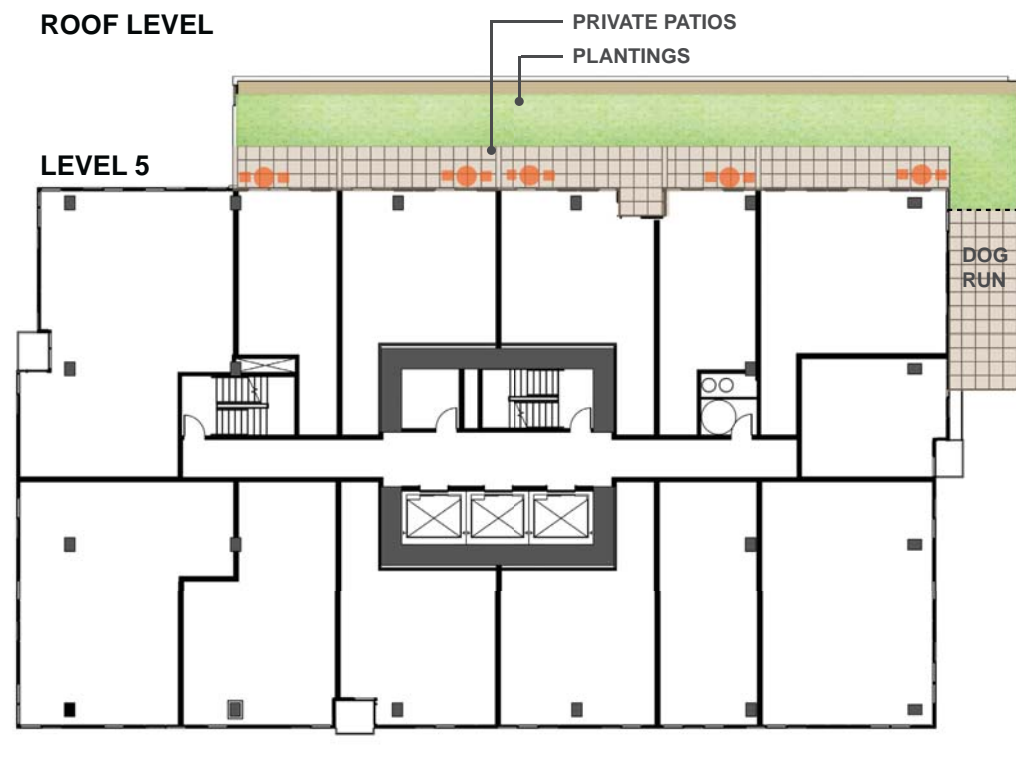 ROOF LEVEL
PRIVATE PATIOS
PLANTINGS
LEVEL 5
DOG
RUN